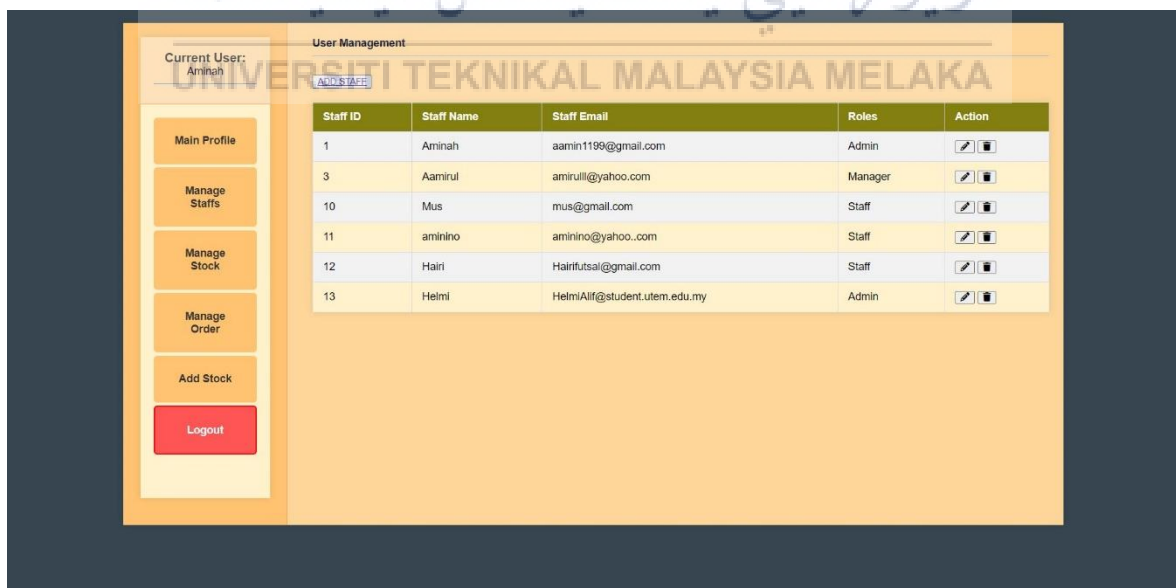 User Management
Current User:
Aminah
UNIVERSITI TEKNIKAL MALAYSIA MELAKA
ADD STAFF
Staff ID Staff Name Staff Email Roles Action
1 Aminah aamin1199@gmail.com Admin
3 Aamirul amirulll@yahoo.com Manager
10 Mus mus@gmail.com Staff
11 aminino aminino@yahoo..com Staff
12 Hairi Hairifutsal@gmail.com Staff
13 Helmi HelmiAlif@student.utem.edu.my Admin
Main Profile
Manage
Staffs
Manage
Stock
Manage
Order
Add Stock
Logout